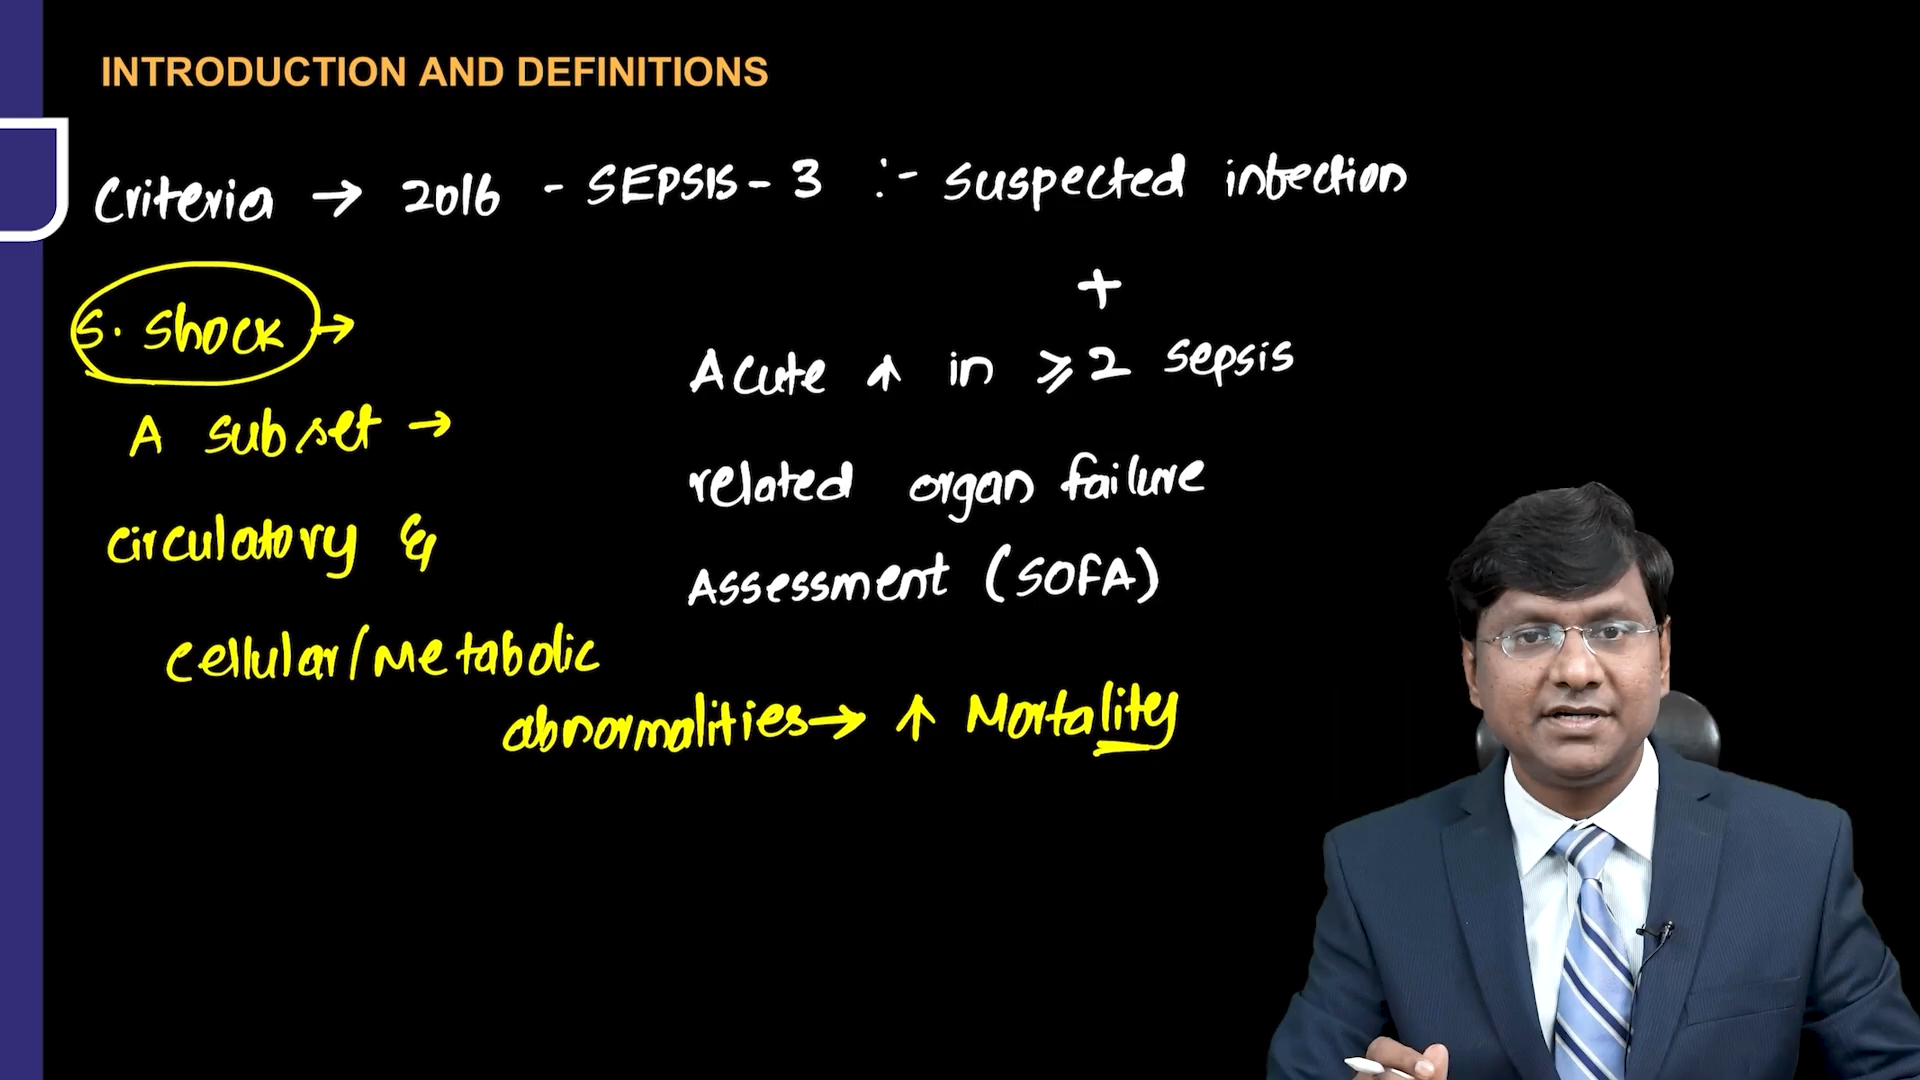 INTRODUCTION AND DEFINITIONS
Criteria → 2016 - SEPSIS - 3 :- suspected infection
+
Acute ↑ in ≥ 2 sepsis
related organ failure
Assessment (SOFA)
S. Shock →
A subset →
circulatory &
cellular/Metabolic
abnormalities → ↑ Mortality